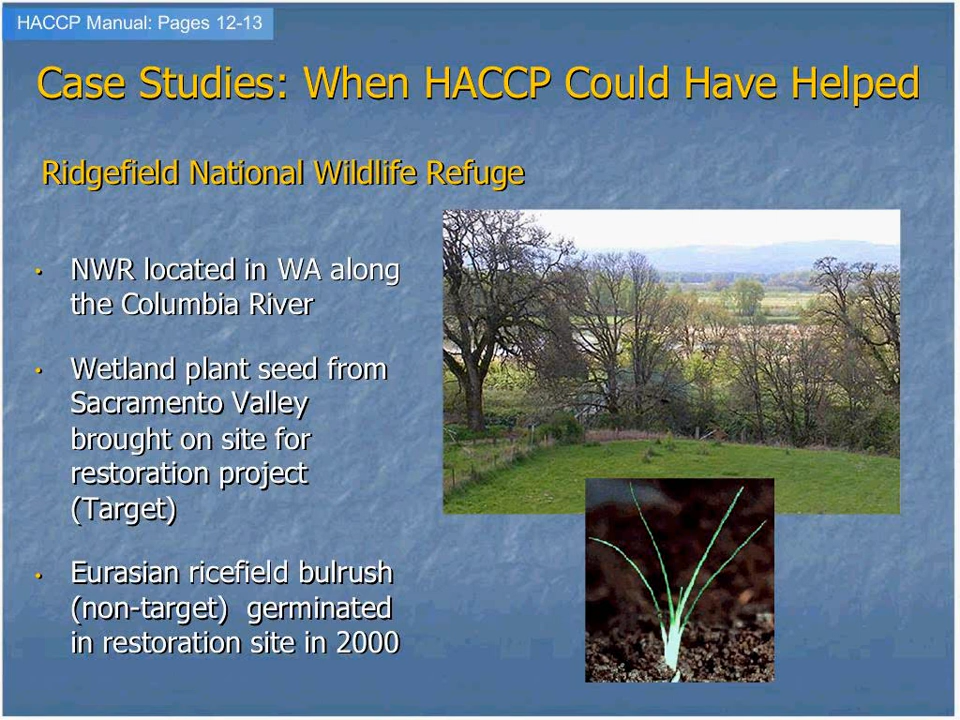 HACCP Manual: Pages 12-13
Case Studies: When HACCP Could Have Helped
Ridgefield National Wildlife Refuge
• NWR located in WA along
the Columbia River
• Wetland plant seed from
Sacramento Valley
brought on site for
restoration project
(Target)
• Eurasian ricefield bulrush
(non-target) germinated
in restoration site in 2000